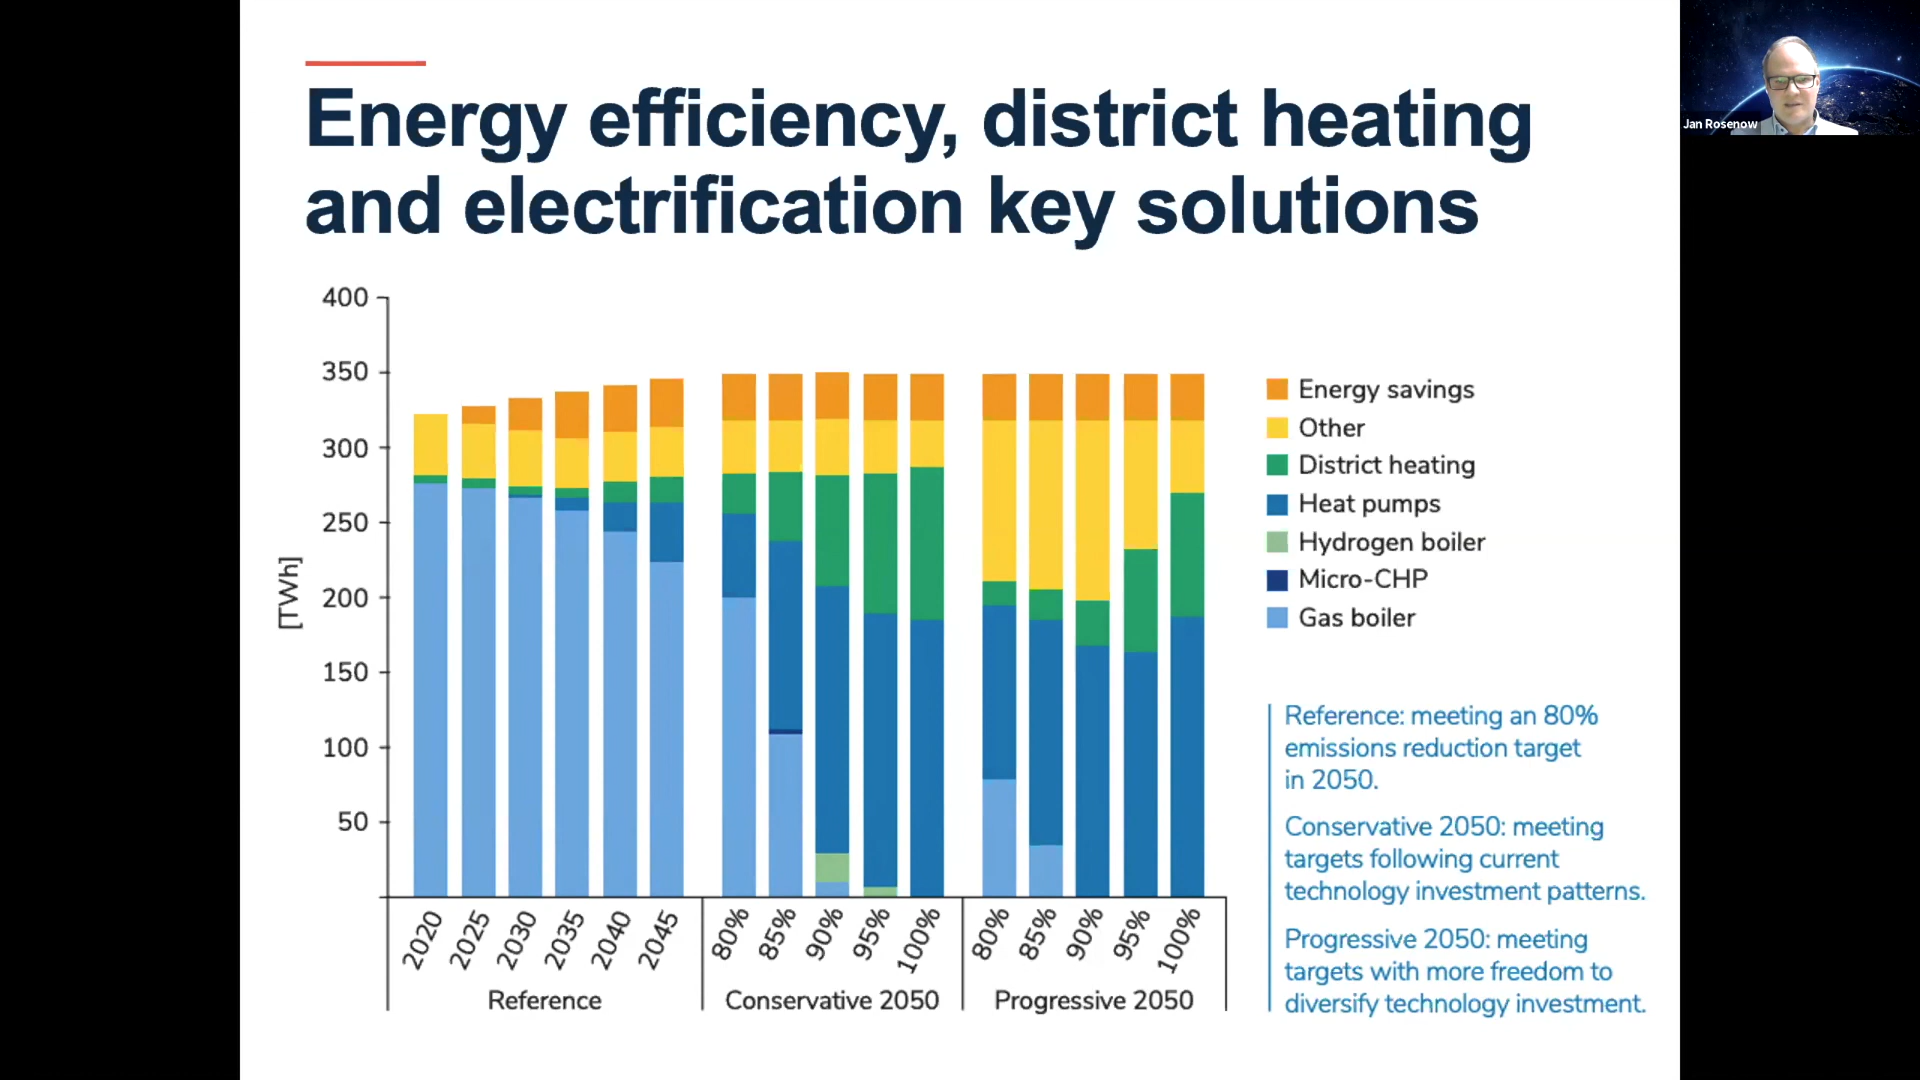 Energy efficiency, district heating
and electrification key solutions
Jan Rosenow
400
350
300
250
200
150
100
50
[TWh]
2020
2025
2030
2035
2040
2045
80%
85%
90%
95%
100%
80%
85%
90%
95%
100%
Reference
Conservative 2050
Progressive 2050
Energy savings
Other
District heating
Heat pumps
Hydrogen boiler
Micro-CHP
Gas boiler
Reference: meeting an 80%
emissions reduction target
in 2050.
Conservative 2050: meeting
targets following current
technology investment patterns.
Progressive 2050: meeting
targets with more freedom to
diversify technology investment.